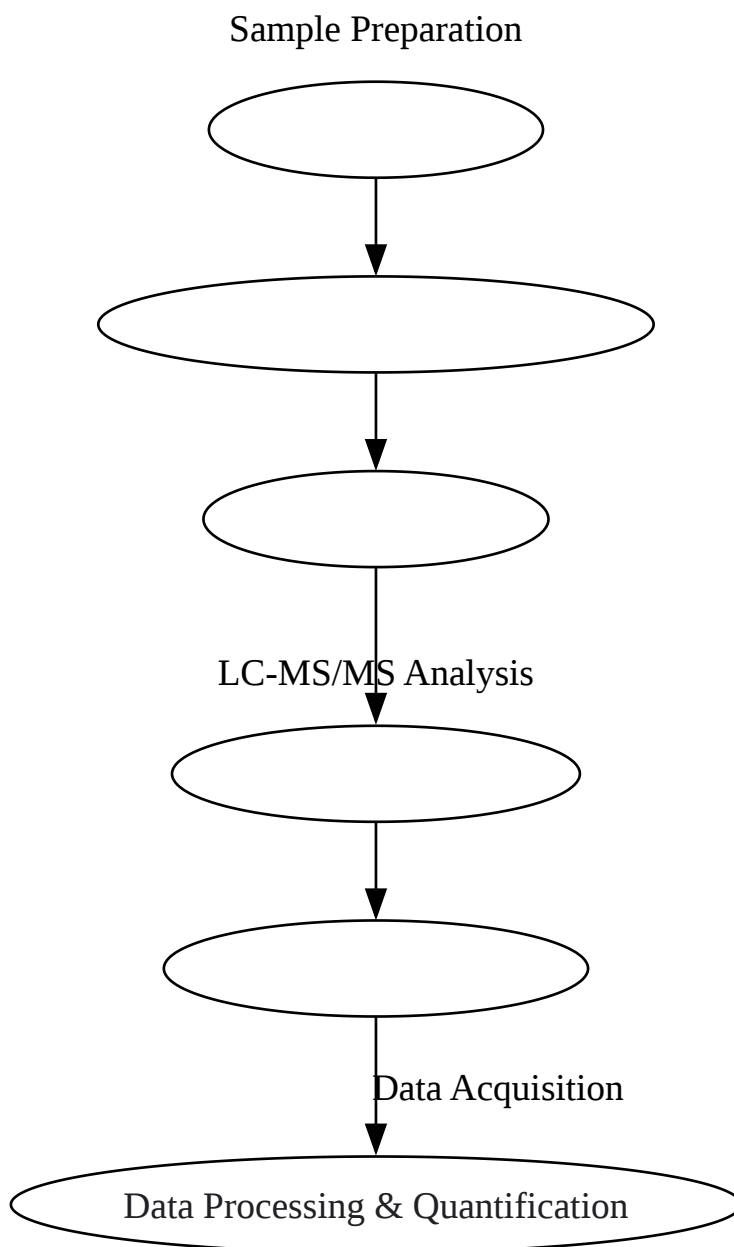 Sample Preparation
LC-MS/MS Analysis
Data Acquisition
Data Processing & Quantification